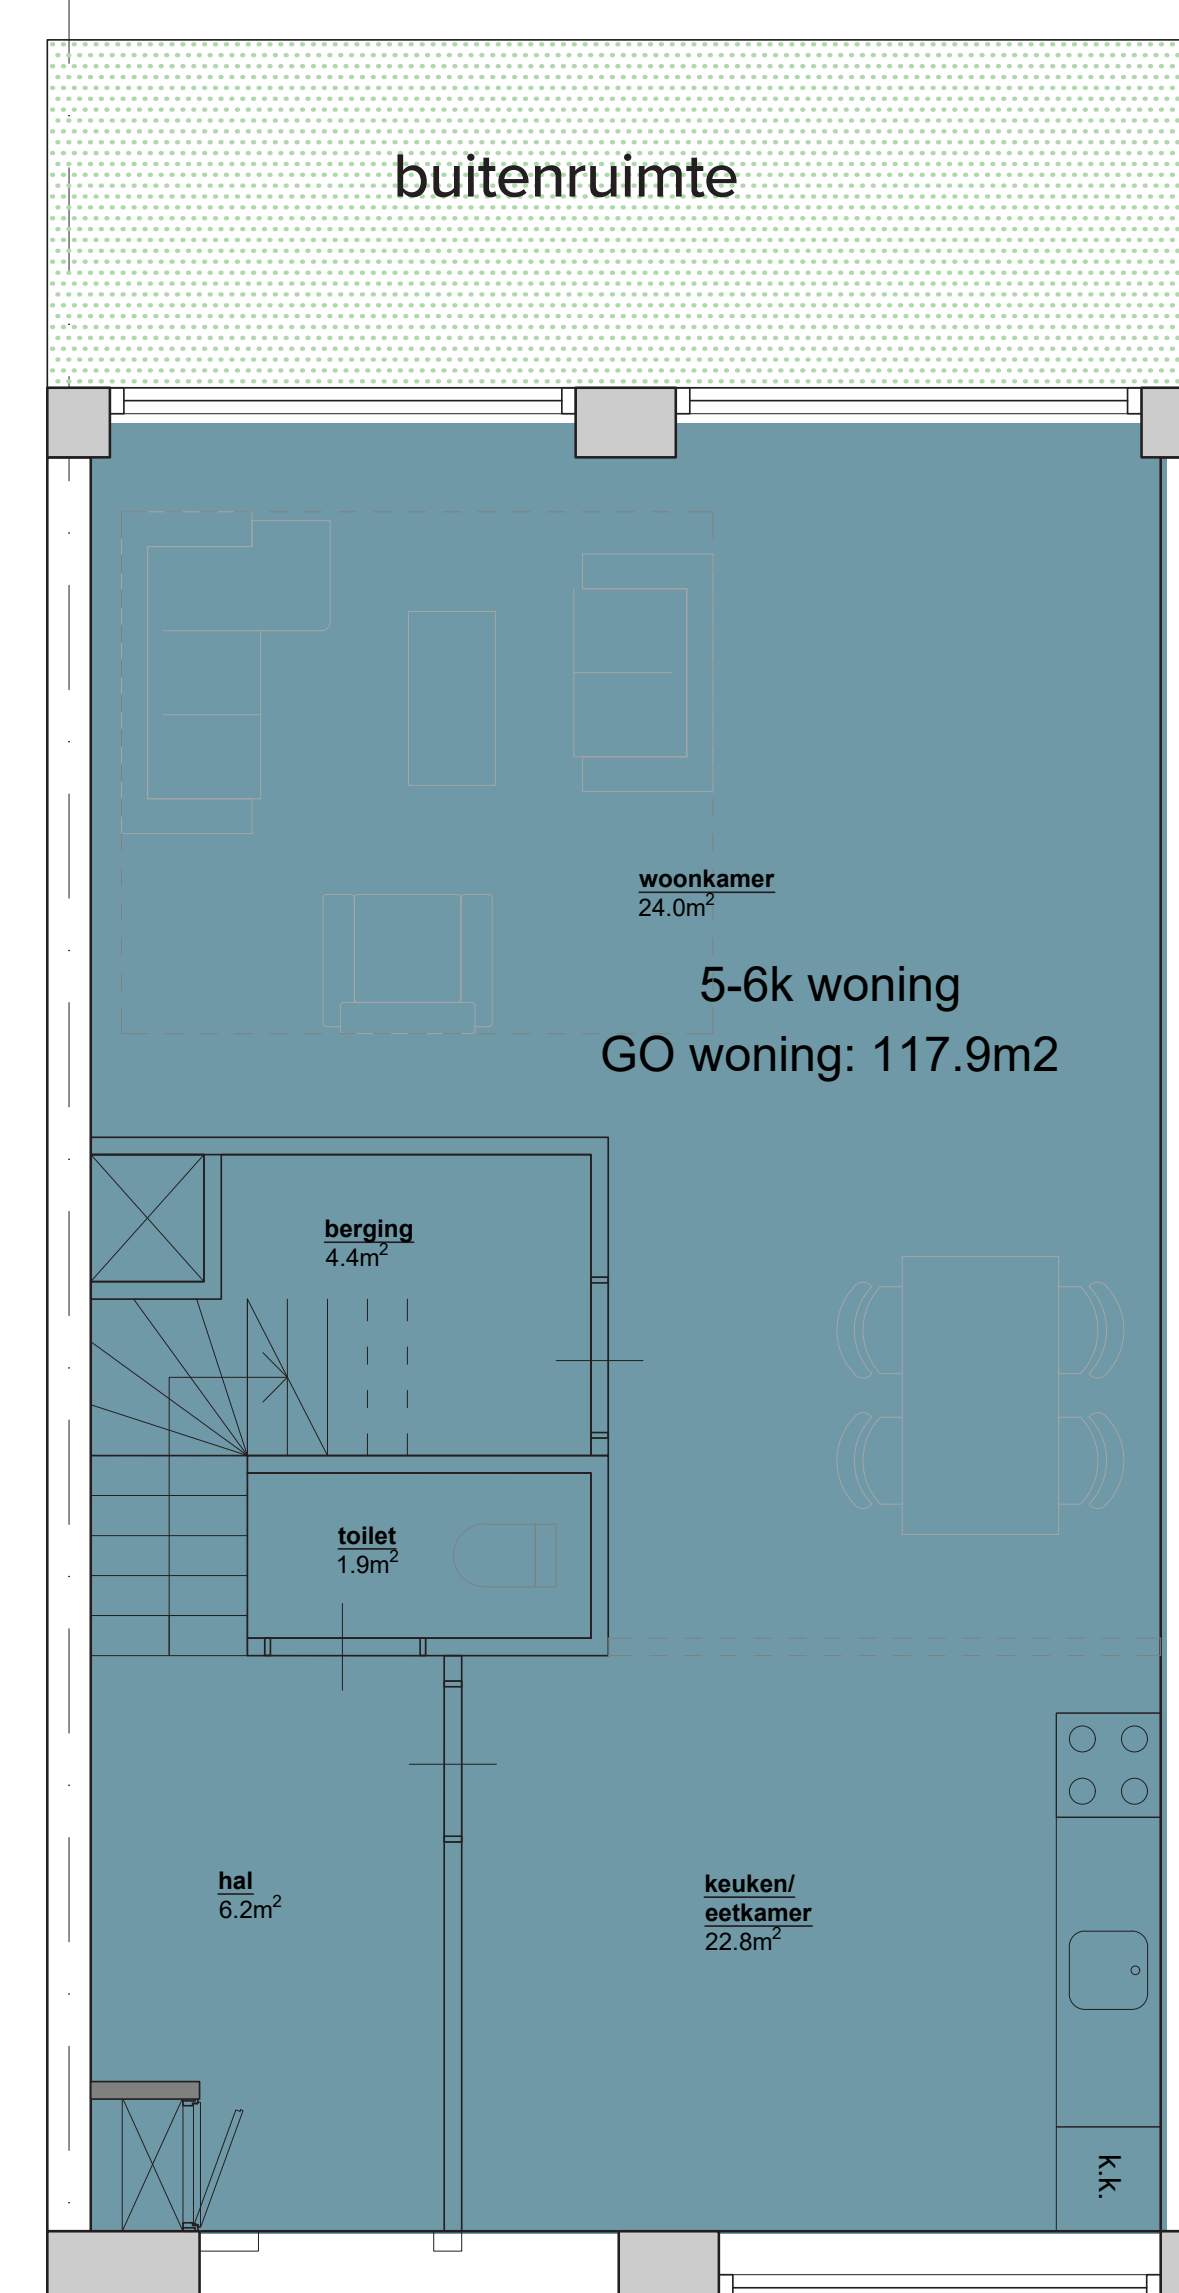 buitenruimte
woonkamer
24.0m²
5-6k woning
GO woning: 117.9m2
berging
4.4m²
toilet
1.9m²
hal
6.2m²
keuken/
eetkamer
22.8m²
k.k.